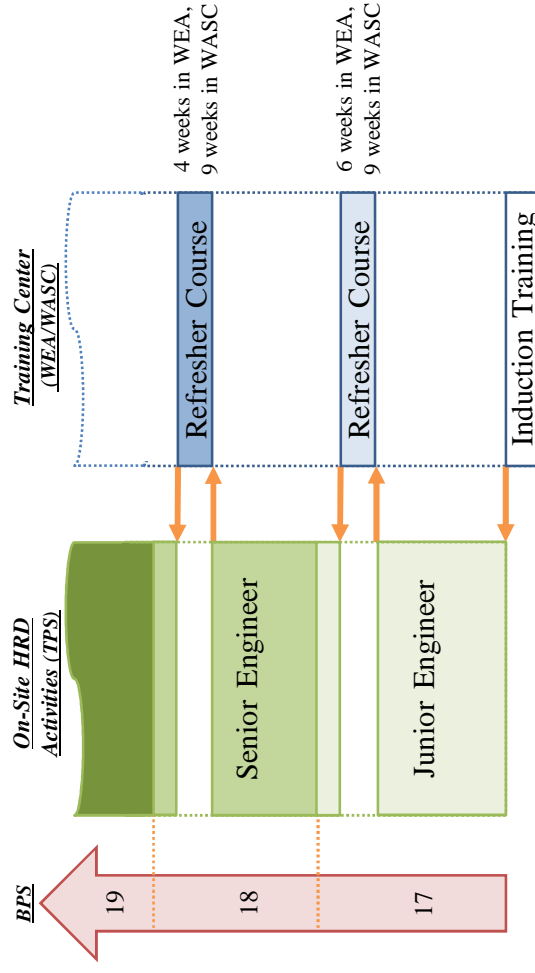 BPS
On-Site HRD
Activities (TPS)
Training Center
(WEA/WASC)
19
18
17
Senior Engineer
Junior Engineer
Refresher Course
4 weeks in WEA,
9 weeks in WASC
Refresher Course
6 weeks in WEA,
9 weeks in WASC
Induction Training